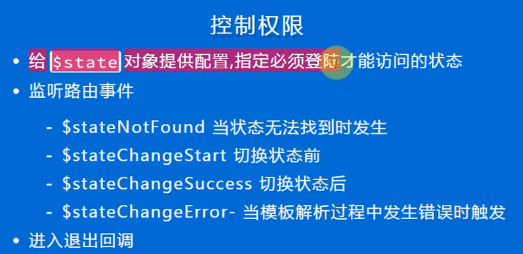 控制权限
• 给 $state 对象提供配置,指定必须登陆才能访问的状态
• 监听路由事件
- $stateNotFound 当状态无法找到时发生
- $stateChangeStart 切换状态前
- $stateChangeSuccess 切换状态后
- $stateChangeError- 当模板解析过程中发生错误时触发
• 进入退出回调